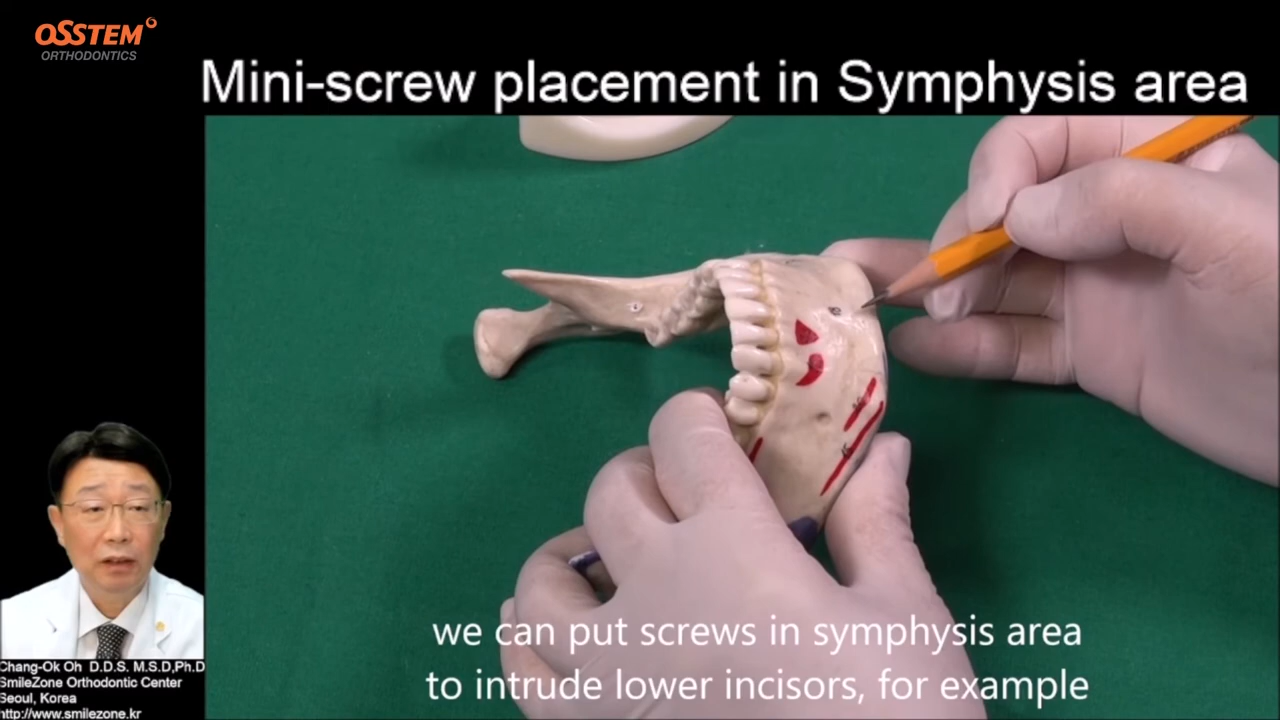 OSSTEM
ORTHODONTICS
Mini-screw placement in Symphysis area
we can put screws in symphysis area
to intrude lower incisors, for example
Chang-Ok Oh D.D.S. M.S.D,Ph.D
SmileZone Orthodontic Center
Seoul, Korea
http://www.smilezone.kr